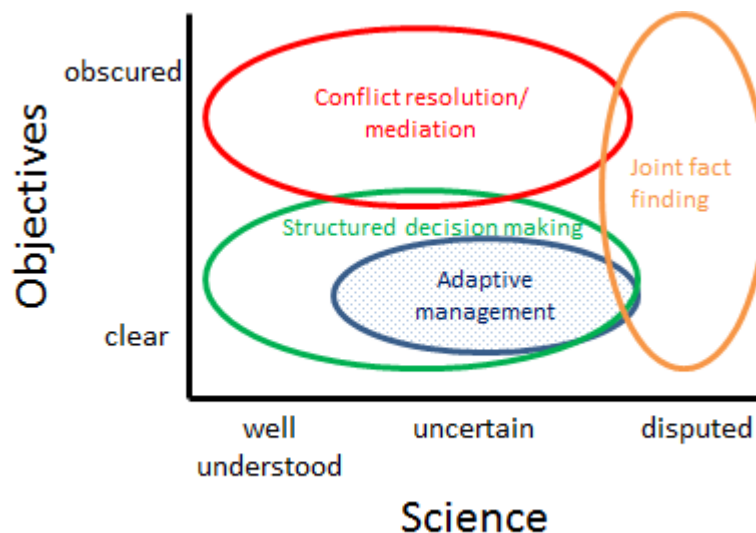 obscured
Objectives
clear
Conflict resolution/
mediation
Joint fact
finding
Structured decision making
Adaptive
management
well
understood
uncertain
disputed
Science